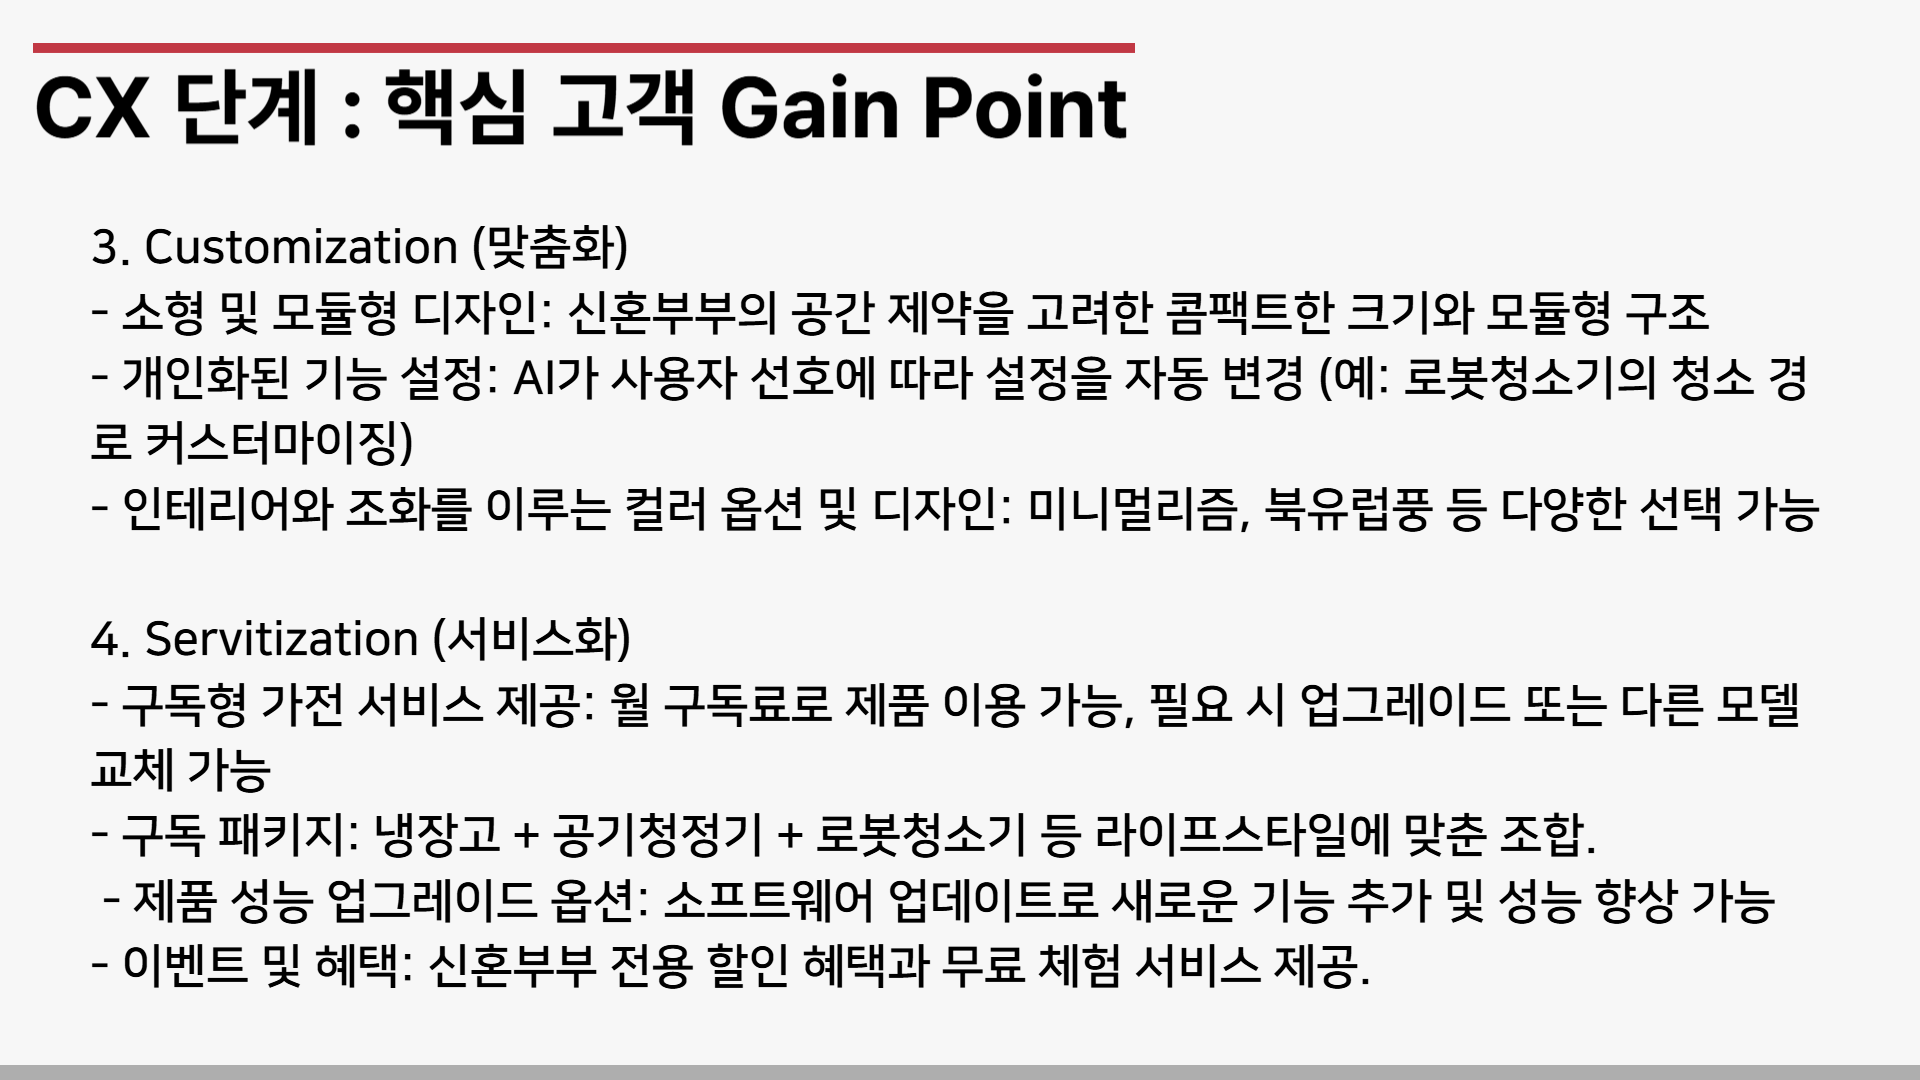 CX 단계 : 핵심 고객 Gain Point
3. Customization (맞춤화)
- 소형 및 모듈형 디자인: 신혼부부의 공간 제약을 고려한 콤팩트한 크기와 모듈형 구조
- 개인화된 기능 설정: AI가 사용자 선호에 따라 설정을 자동 변경 (예: 로봇청소기의 청소 경
로 커스터마이징)
- 인테리어와 조화를 이루는 컬러 옵션 및 디자인: 미니멀리즘, 북유럽풍 등 다양한 선택 가능
4. Servitization (서비스화)
- 구독형 가전 서비스 제공: 월 구독료로 제품 이용 가능, 필요 시 업그레이드 또는 다른 모델
교체 가능
- 구독 패키지: 냉장고 + 공기청정기 + 로봇청소기 등 라이프스타일에 맞춘 조합.
- 제품 성능 업그레이드 옵션: 소프트웨어 업데이트로 새로운 기능 추가 및 성능 향상 가능
- 이벤트 및 혜택: 신혼부부 전용 할인 혜택과 무료 체험 서비스 제공.